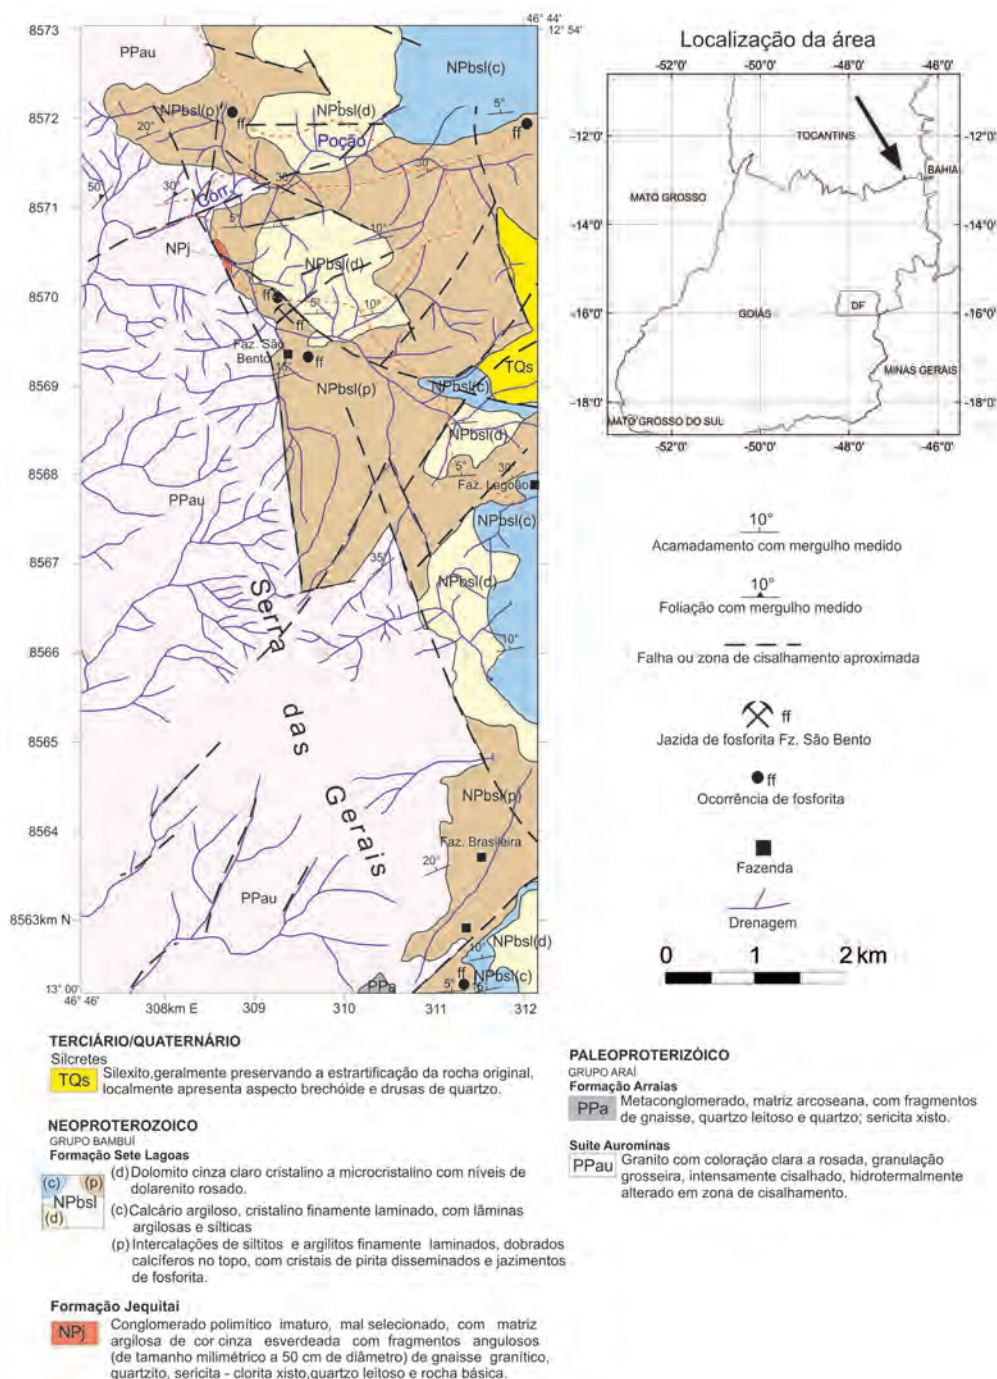 46° 44'
12° 54'
8573
8572
8571
8570
8569
8568
8567
8566
8565
8564
8563km N
13° 00'
46° 46'
308km E
309
310
311
312
PPau
NPbsl(c)
NPbsl(p)
ff
NPbsl(d)
5°
ff
20°
Poção
30
50
30°
Córr.
30
5°
NPj
10°
NPbsl(d)
ff
5°
10°
ff
Faz. São
Bento
15°
ff
TQs
NPbsl(p)
NPbsl(c)
NPbsl(d)
5°
30°
Faz. Lagoão
PPau
NPbsl(c)
35°
NPbsl(d)
10°
Serra
das
Gerais
NPbsl(p)
Faz. Brasileira
20°
PPau
NPbsl(d)
10°
ff
NPbsl(c)
5°
15°
PPa
Localização da área
-52°0'
-50°0'
-48°0'
-46°0'
-12°0'
-12°0'
TOCANTINS
BAHIA
MATO GROSSO
-14°0'
-14°0'
GOIÁS
DF
-16°0'
-16°0'
MINAS GERAIS
-18°0'
-18°0'
MATO GROSSO DO SUL
-52°0'
-50°0'
-48°0'
-46°0'
10°
Acamadamento com mergulho medido
10°
Foliação com mergulho medido
Falha ou zona de cisalhamento aproximada
ff
Jazida de fosforita Fz. São Bento
ff
Ocorrência de fosforita
Fazenda
Drenagem
0 1 2 km
TERCIÁRIO/QUATERNÁRIO
Silcretes
TQs
Silexito,geralmente preservando a estrartificação da rocha original,
localmente apresenta aspecto brechóide e drusas de quartzo.
NEOPROTEROZOICO
GRUPO BAMBUÍ
Formação Sete Lagoas
(c) (p)
NPbsl
(d)
(d) Dolomito cinza claro cristalino a microcristalino com níveis de
dolarenito rosado.
(c) Calcário argiloso, cristalino finamente laminado, com lâminas
argilosas e sílticas
(p) Intercalações de siltitos e argilitos finamente laminados, dobrados
calcíferos no topo, com cristais de pirita disseminados e jazimentos
de fosforita.
Formação Jequitai
NPj
Conglomerado polimítico imaturo, mal selecionado, com matriz
argilosa de cor cinza esverdeada com fragmentos angulosos
(de tamanho milimétrico a 50 cm de diâmetro) de gnaisse granítico,
quartzito, sericita - clorita xisto,quartzo leitoso e rocha básica.
PALEOPROTERIZÓICO
GRUPO ARAÍ
Formação Arraias
PPa
Metaconglomerado, matriz arcoseana, com fragmentos
de gnaisse, quartzo leitoso e quartzo; sericita xisto.
Suíte Aurominas
PPau
Granito com coloração clara a rosada, granulação
grosseira, intensamente cisalhado, hidrotermalmente
alterado em zona de cisalhamento.